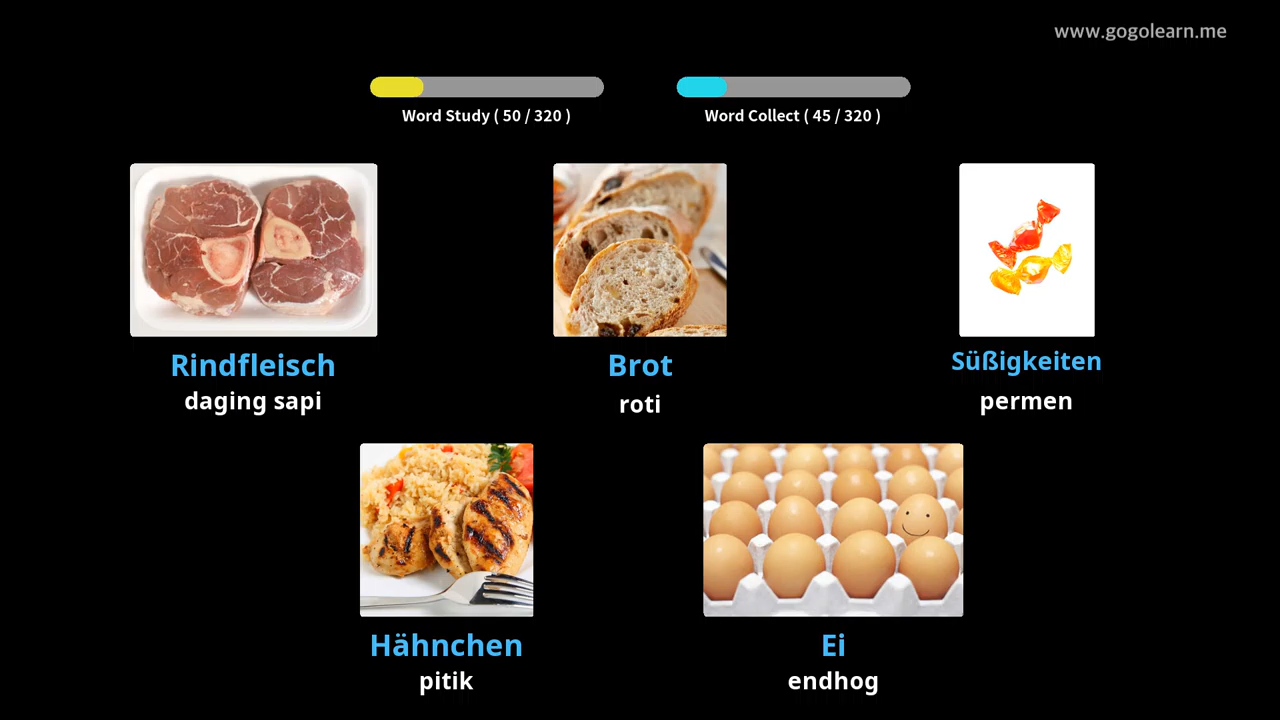 www.gogolearn.me
Word Study ( 50 / 320 )
Word Collect ( 45 / 320 )
Rindfleisch
daging sapi
Brot
roti
Süßigkeiten
permen
Hähnchen
pitik
Ei
endhog